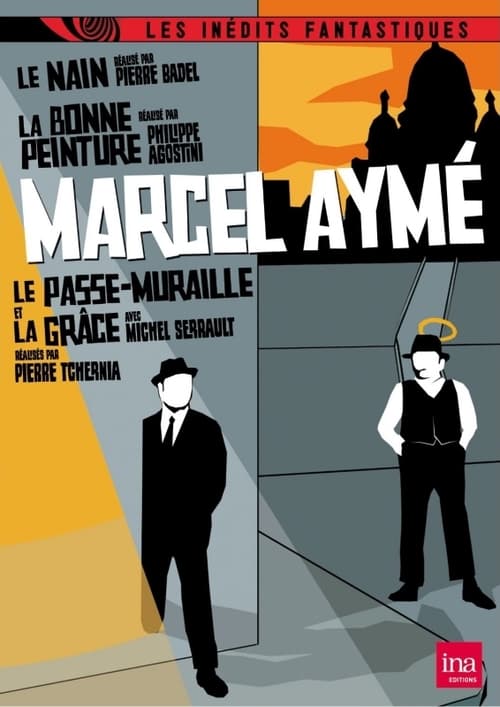 LES INÉDITS FANTASTIQUES
LE NAIN RÉALISÉ PAR PIERRE BADEL
LA BONNE PEINTURE RÉALISÉ PAR PHILIPPE AGOSTINI
MARCEL AYMÉ
LE PASSE-MURAILLE
ET LA GRÂCE AVEC MICHEL SERRAULT
RÉALISÉS PAR
PIERRE TCHERNIA
ina
EDITIONS